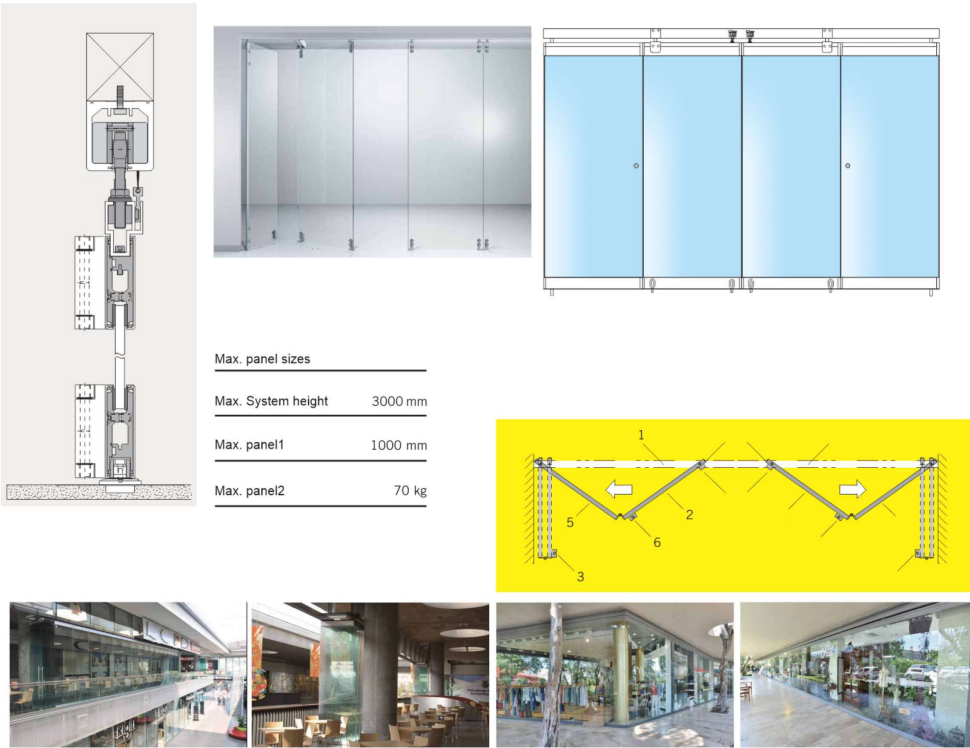 Max. panel sizes
Max. System height 3000 mm
Max. panel1 1000 mm
Max. panel2 70 kg
1
2
5
6
3